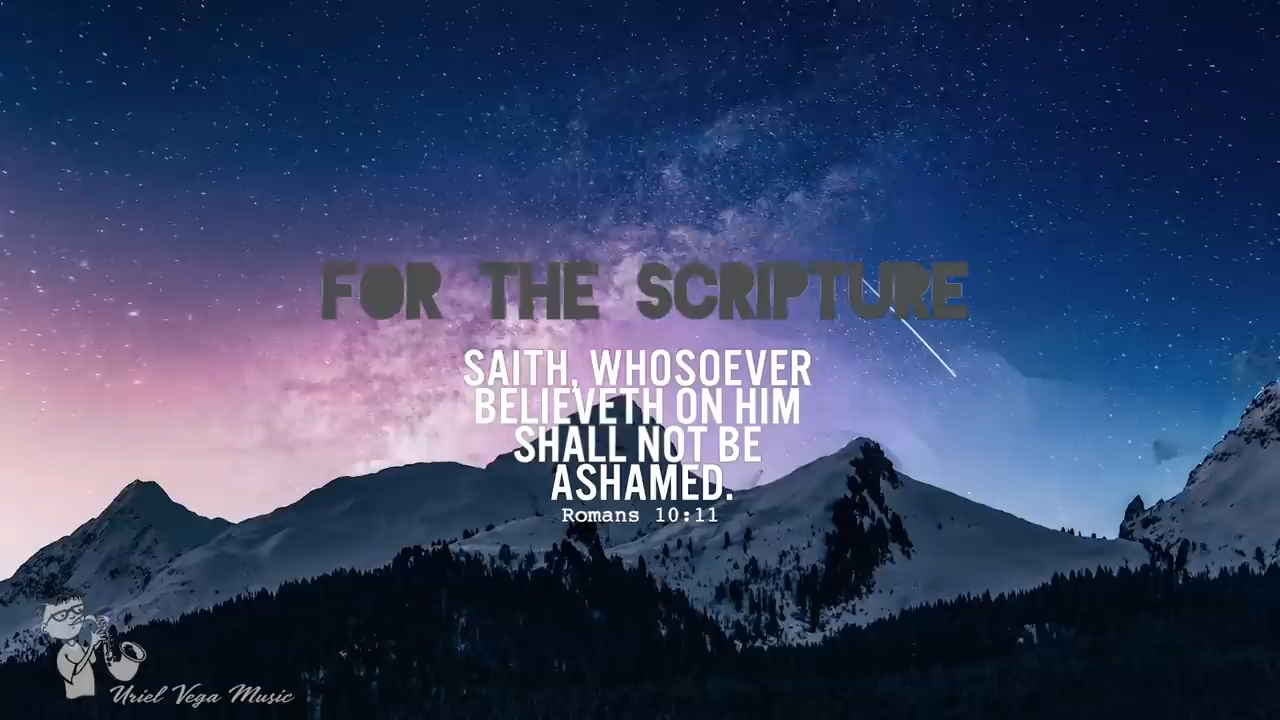 FOR THE SCRIPTURE
SAITH, WHOSOEVER
BELIEVETH ON HIM
SHALL NOT BE
ASHAMED.
Romans 10:11
Uriel Vega Music